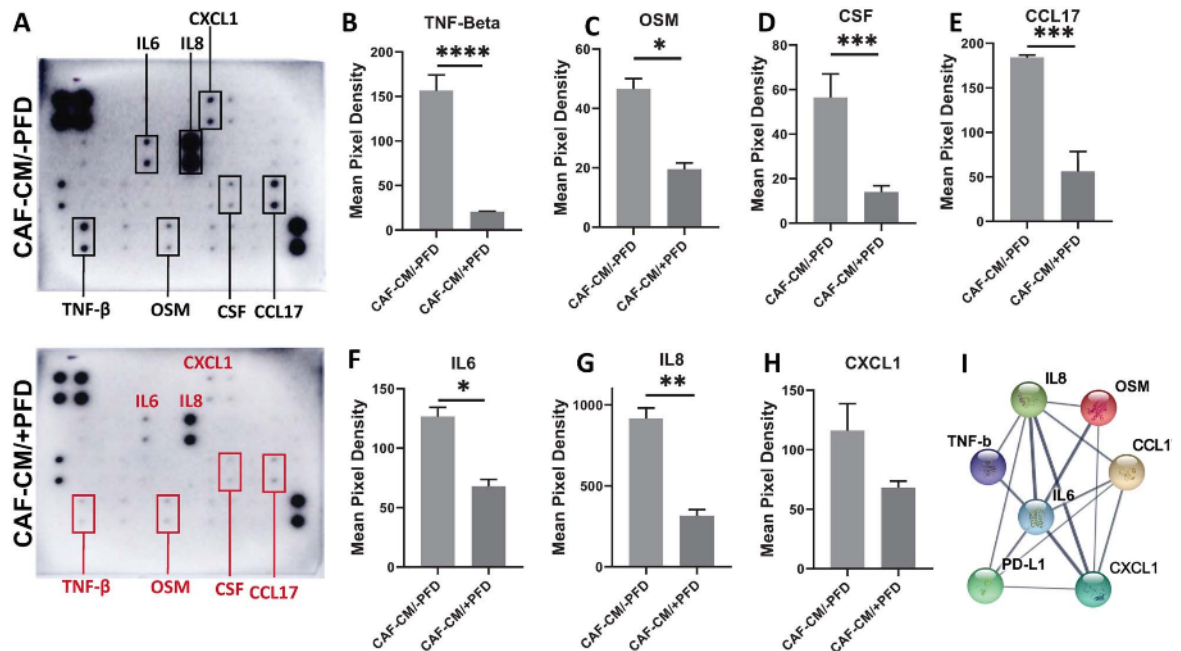 A
CXCL1
IL6
IL8
CAF-CM/-PFD
TNF-β
OSM
CSF
CCL17
CAF-CM/+PFD
CXCL1
IL6
IL8
TNF-β
OSM
CSF
CCL17
B
TNF-Beta
****
Mean Pixel Density
200
150
100
50
0
CAF-CM/-PFD
CAF-CM/+PFD
C
OSM
*
Mean Pixel Density
60
40
20
0
CAF-CM/-PFD
CAF-CM/+PFD
D
CSF
***
Mean Pixel Density
80
60
40
20
0
CAF-CM/-PFD
CAF-CM/+PFD
E
CCL17
***
Mean Pixel Density
200
150
100
50
0
CAF-CM/-PFD
CAF-CM/+PFD
F
IL6
*
Mean Pixel Density
150
100
50
0
CAF-CM/-PFD
CAF-CM/+PFD
G
IL8
**
Mean Pixel Density
1000
500
0
CAF-CM/-PFD
CAF-CM/+PFD
H
CXCL1
Mean Pixel Density
150
100
50
0
CAF-CM/-PFD
CAF-CM/+PFD
I
IL8
OSM
TNF-b
CCL1
IL6
PD-L1
CXCL1